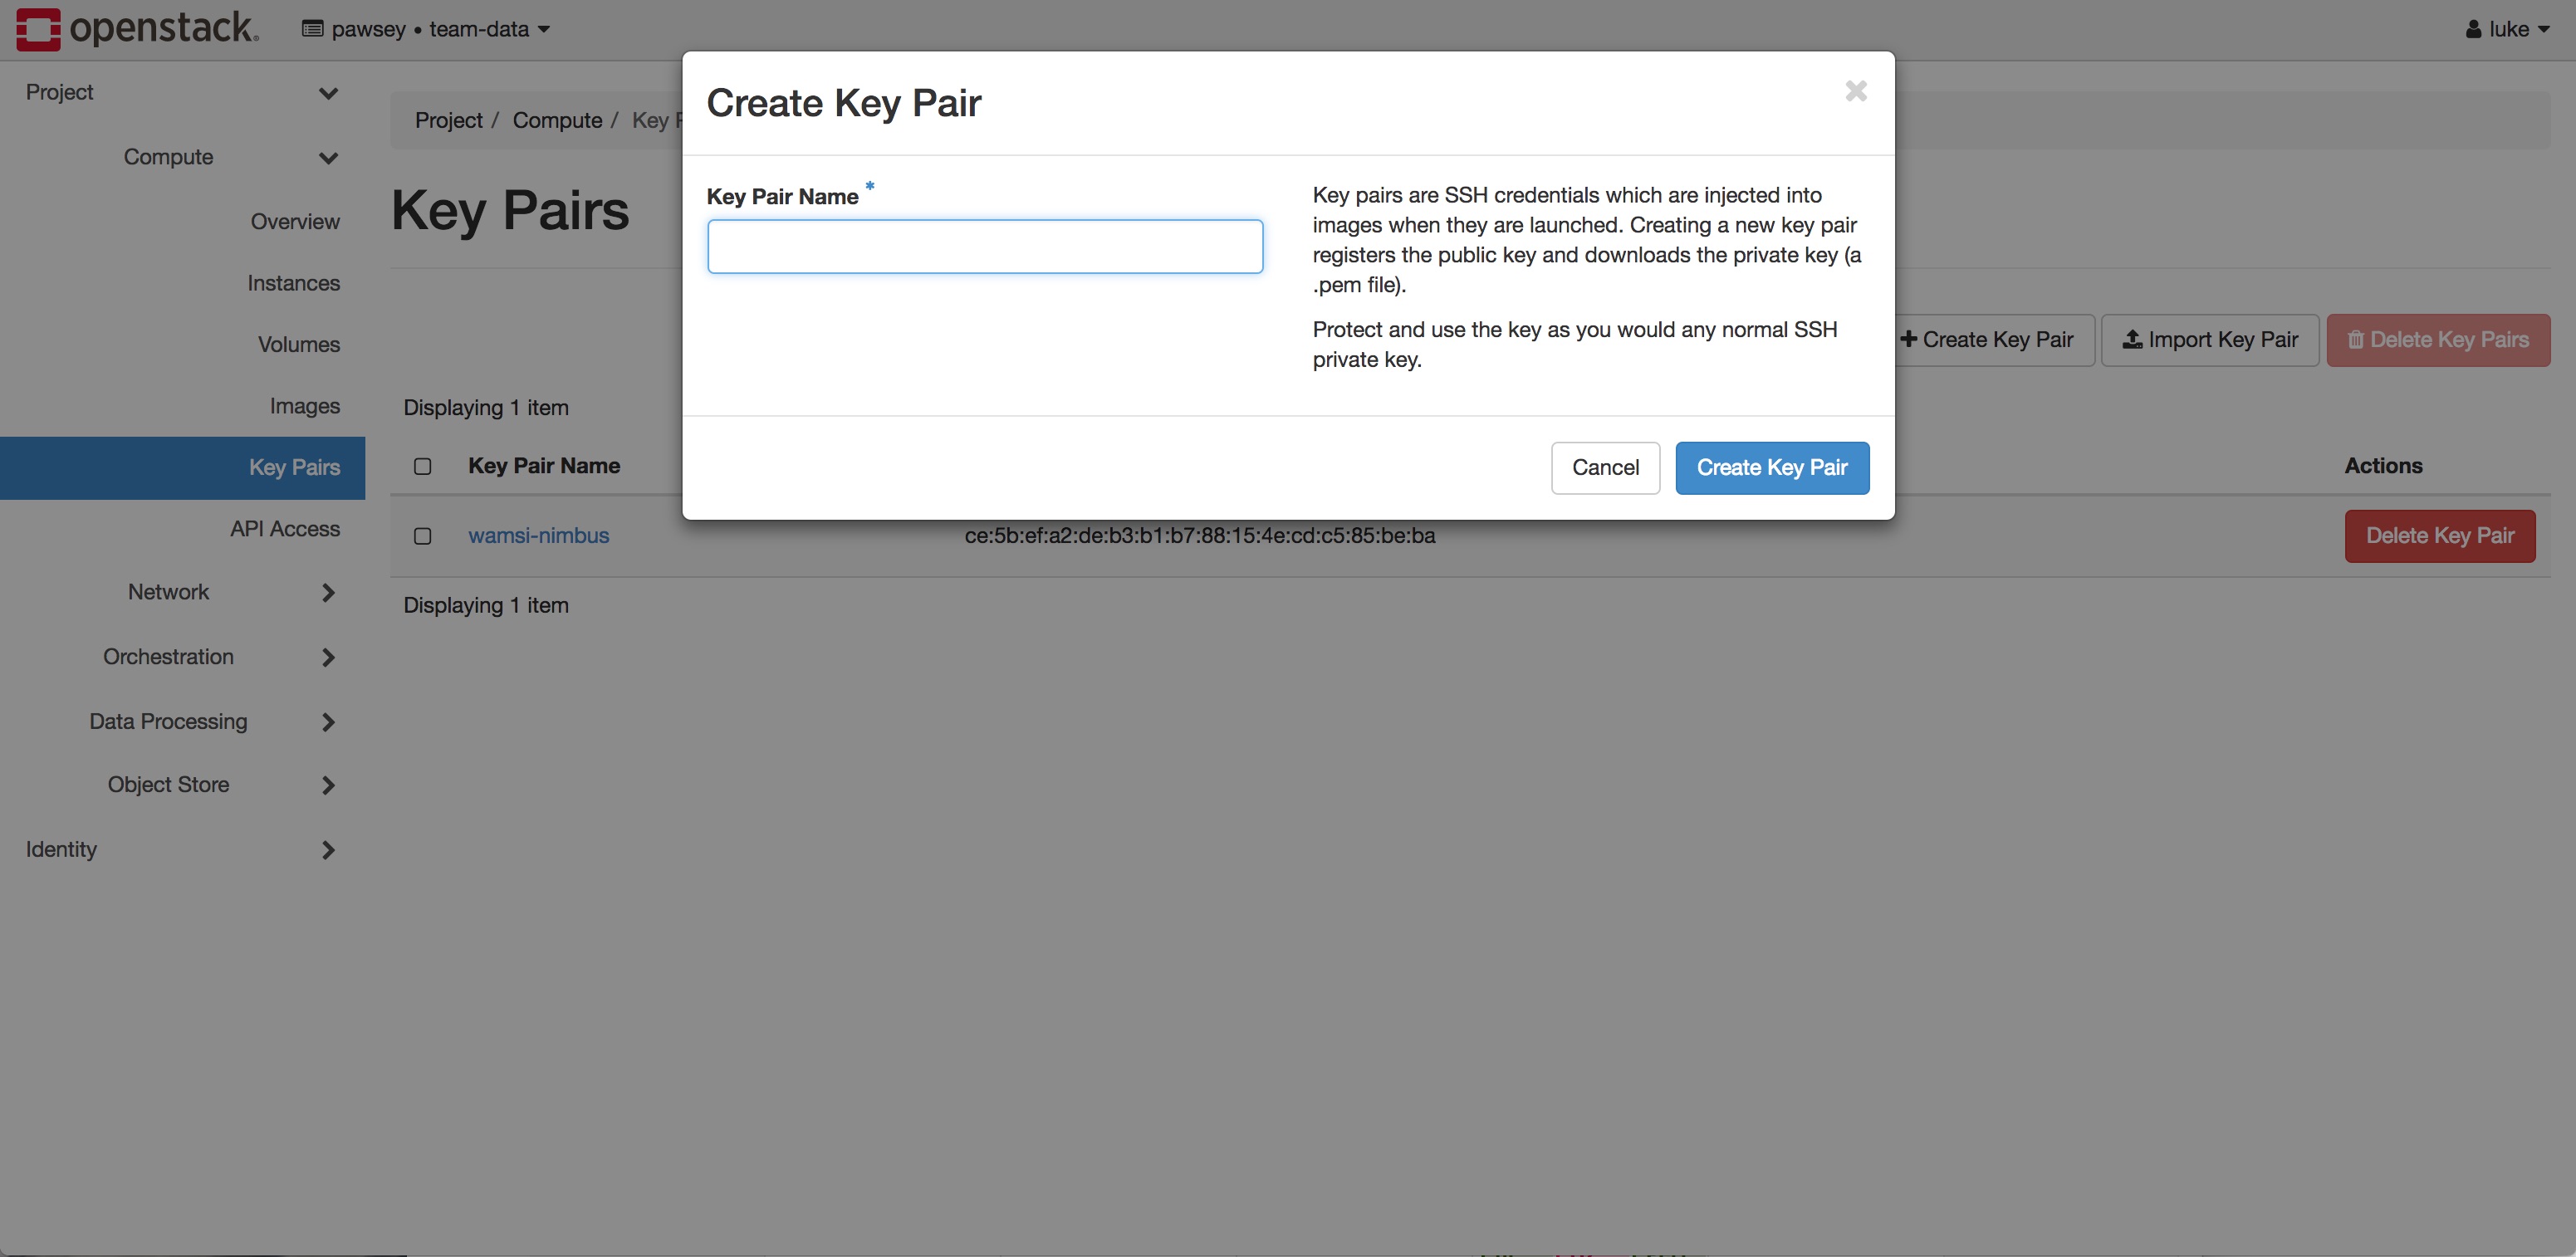 openstack.
pawsey • team-data
luke
Project
Compute
Overview
Instances
Volumes
Images
Key Pairs
API Access
Network
Orchestration
Data Processing
Object Store
Identity
Project / Compute / Key
Key Pairs
Create Key Pair
Import Key Pair
Delete Key Pairs
Displaying 1 item
Key Pair Name
Actions
wamsi-nimbus
ce:5b:ef:a2:de:b3:b1:b7:88:15:4e:cd:c5:85:be:ba
Delete Key Pair
Displaying 1 item
Create Key Pair
Key Pair Name *
Key pairs are SSH credentials which are injected into
images when they are launched. Creating a new key pair
registers the public key and downloads the private key (a
.pem file).
Protect and use the key as you would any normal SSH
private key.
Cancel
Create Key Pair